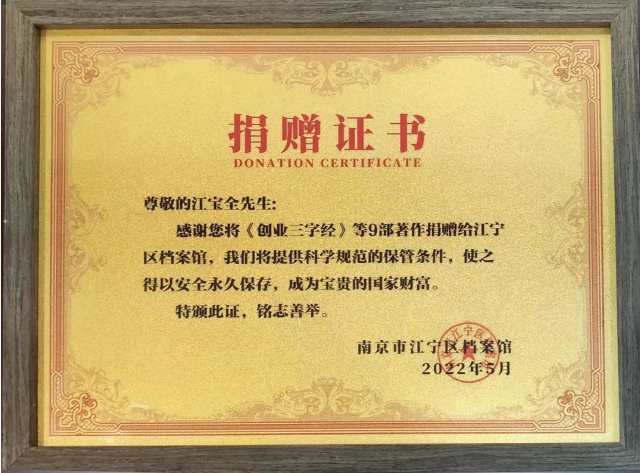 捐赠证书
DONATION CERTIFICATE
尊敬的江宝全先生:
感谢您将《创业三字经》等9部著作捐赠给江宁
区档案馆，我们将提供科学规范的保管条件，使之
得以安全永久保存，成为宝贵的国家财富。
特颁此证，铭志善举。
南京市江宁区档案馆
2022年5月